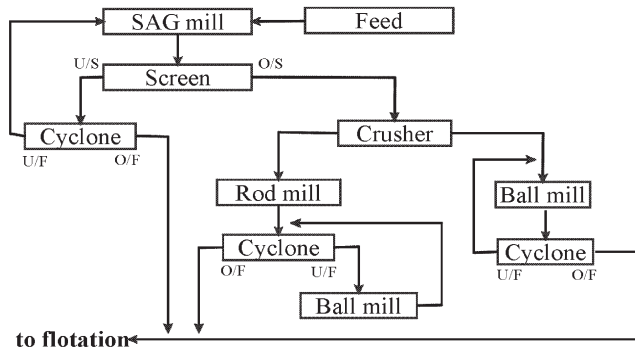 SAG mill
Feed
U/S
O/S
Screen
Cyclone
Crusher
U/F
O/F
Rod mill
Ball mill
Cyclone
Cyclone
O/F
U/F
U/F
O/F
Ball mill
to flotation